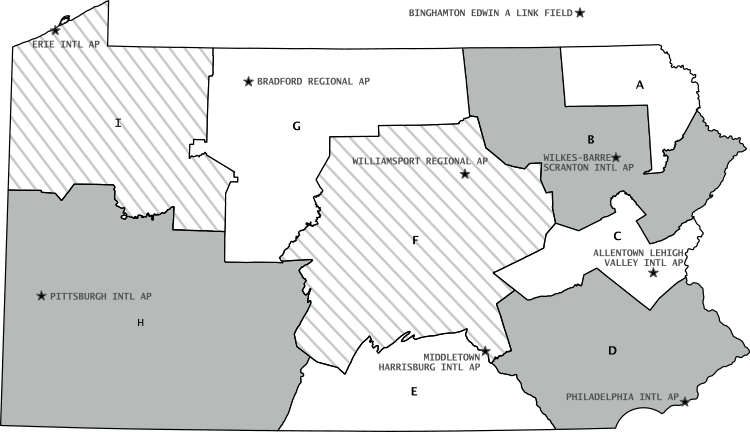 BINGHAMTON EDWIN A LINK FIELD
ERIE INTL AP
BRADFORD REGIONAL AP
A
I
G
B
WILKES-BARRE
SCRANTON INTL AP
WILLIAMSPORT REGIONAL AP
F
C
ALLENTOWN LEHIGH
VALLEY INTL AP
PITTSBURGH INTL AP
H
D
MIDDLETOWN
HARRISBURG INTL AP
E
PHILADELPHIA INTL AP